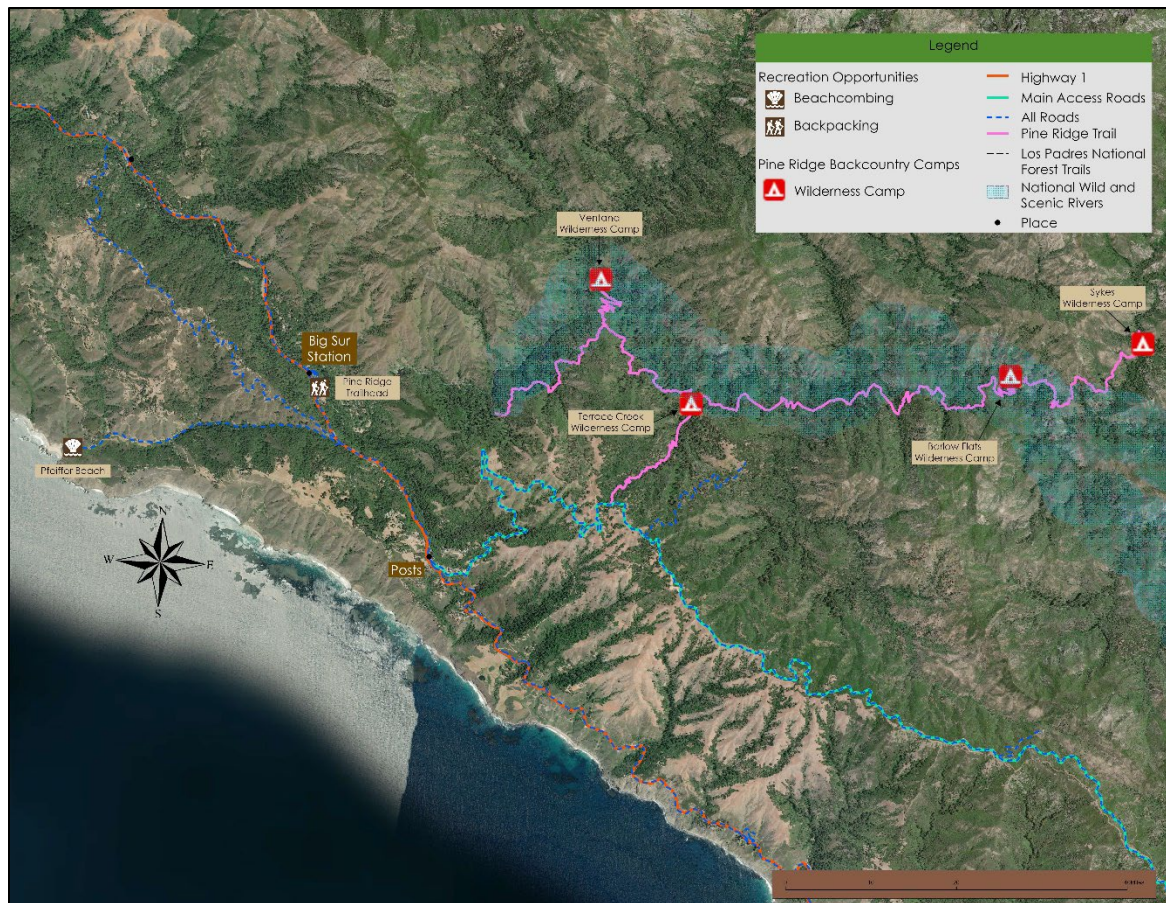 Legend
Recreation Opportunities
Beachcombing
Backpacking
Pine Ridge Backcountry Camps
Wilderness Camp
Highway 1
Main Access Roads
All Roads
Pine Ridge Trail
Los Padres National
Forest Trails
National Wild and
Scenic Rivers
Place
Ventana
Wilderness Camp
Sykes
Wilderness Camp
Big Sur
Station
Pine Ridge
Trailhead
Terrace Creek
Wilderness Camp
Barlow Flats
Wilderness Camp
Pfeiffer Beach
N
W
E
S
Posts